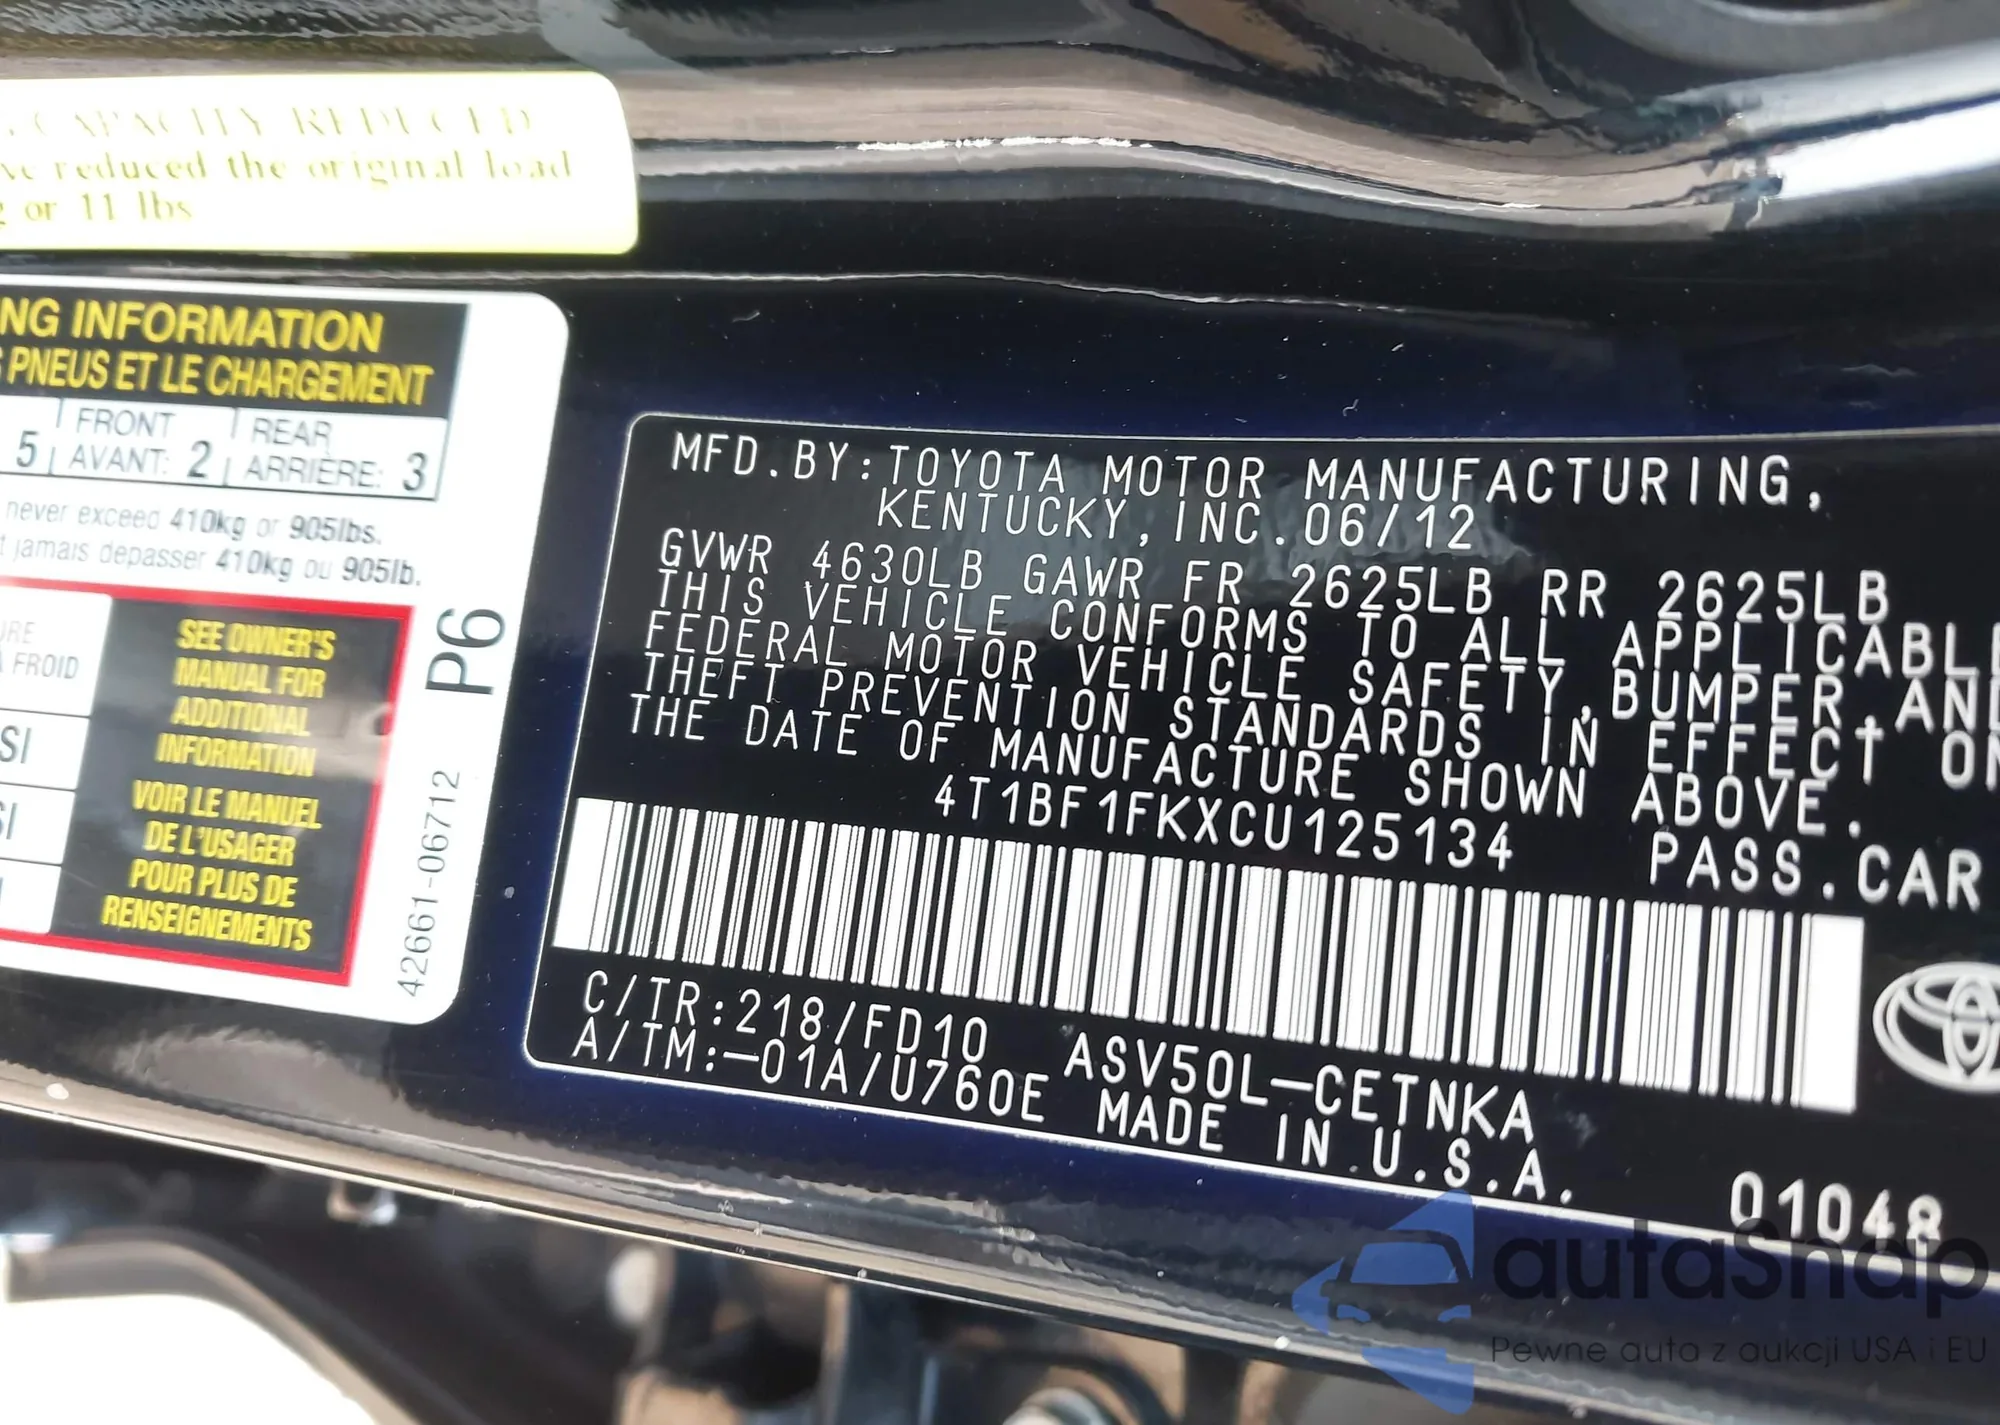 CAPACITY REDUCED
reduced the original load
or 11 lbs
NG INFORMATION
PNEUS ET LE CHARGEMENT
5 FRONT AVANT: 2 REAR ARRIÈRE: 3
never exceed 410kg or 905lbs.
jamais dépasser 410kg ou 905lb.
FROID
SEE OWNER'S
MANUAL FOR
ADDITIONAL
INFORMATION
VOIR LE MANUEL
DE L'USAGER
POUR PLUS DE
RENSEIGNEMENTS
P6
42661-06712
MFD.BY:TOYOTA MOTOR MANUFACTURING,
KENTUCKY,INC.06/12
GVWR 4630LB GAWR FR 2625LB RR 2625LB
THIS VEHICLE CONFORMS TO ALL APPLICABLE
FEDERAL MOTOR VEHICLE SAFETY,BUMPER,AND
THEFT PREVENTION STANDARDS IN EFFECT ON
THE DATE OF MANUFACTURE SHOWN ABOVE.
4T1BF1FKXCU125134 PASS.CAR
C/TR:218/FD10 ASV50L-CETNKA
A/TM:-01A/U760E MADE IN U.S.A.
01048
autaSnap
Pewne auta z aukcji USA i EU